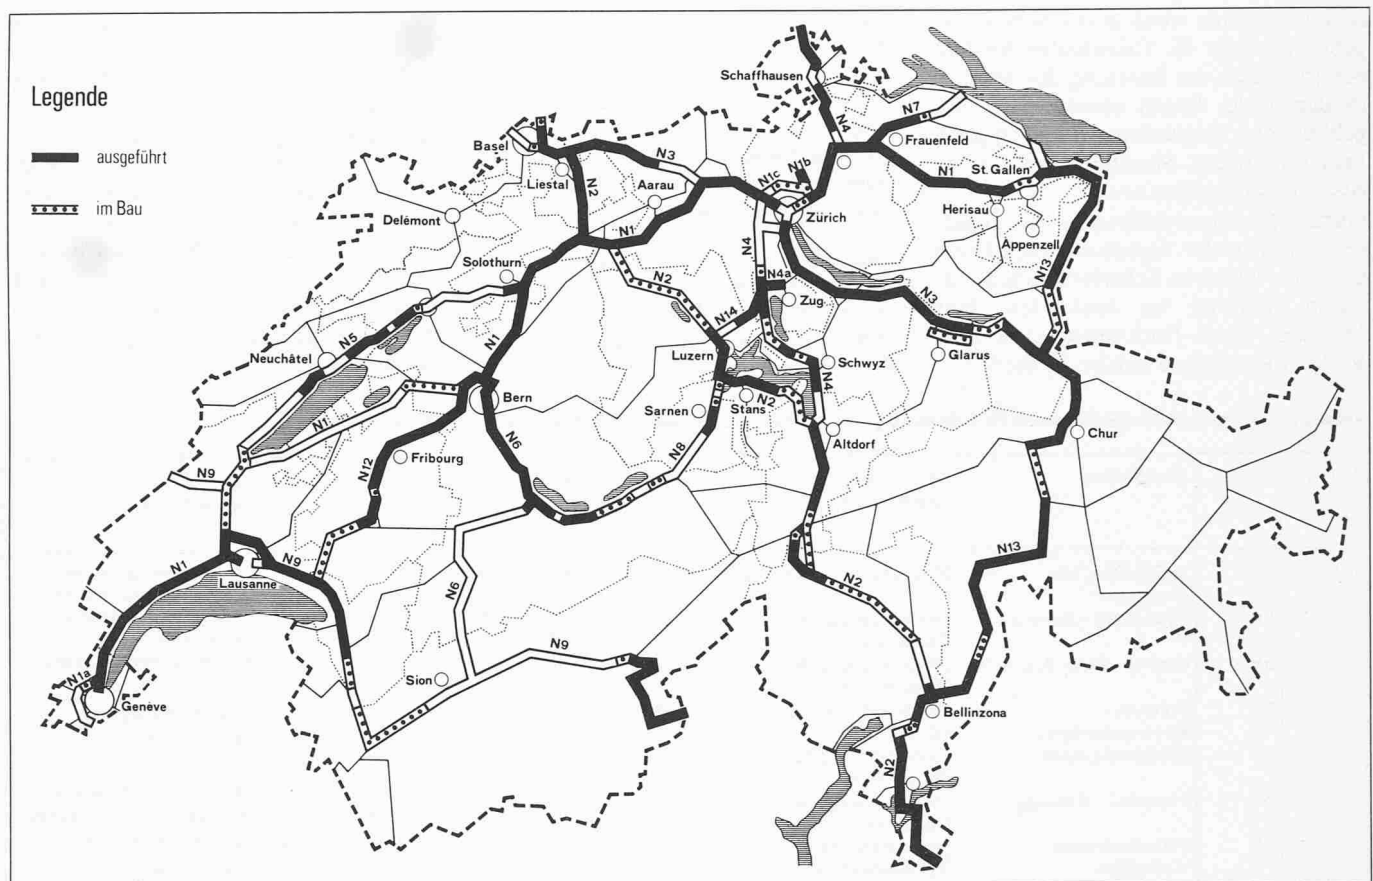 Legende
ausgeführt
im Bau
Schaffhausen
N4
N7
Frauenfeld
Basel
N3
N1b
N1c
N1
St. Gallen
Liestal
N2
Aarau
Delémont
Zürich
Herisau
Appenzell
N1
N4
Solothurn
N2
N4a
N13
Zug
N3
N5
N14
Neuchâtel
N1
Luzern
Schwyz
Glarus
N4
Bern
N2
Stans
Sarnen
N1
Altdorf
Chur
N6
N8
N9
N12
Fribourg
N13
N1
N9
Lausanne
N2
N6
N9
Sion
N1a
Genève
Bellinzona
N2